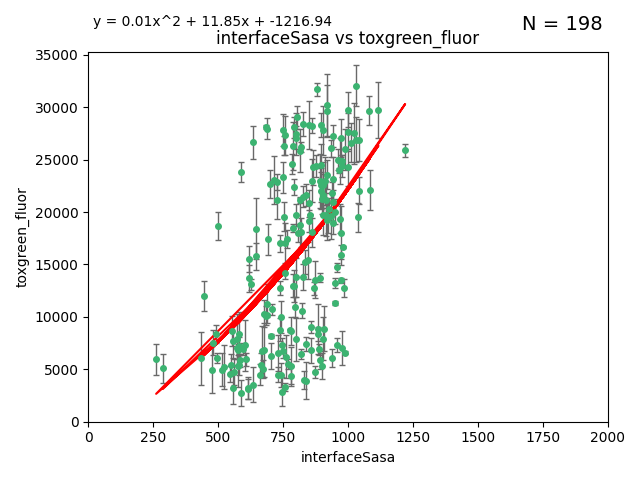 y = 0.01x^2 + 11.85x + -1216.94
N = 198
interfaceSasa vs toxgreen_fluor
toxgreen_fluor
35000
30000
25000
20000
15000
10000
5000
0
0 250 500 750 1000 1250 1500 1750 2000
interfaceSasa